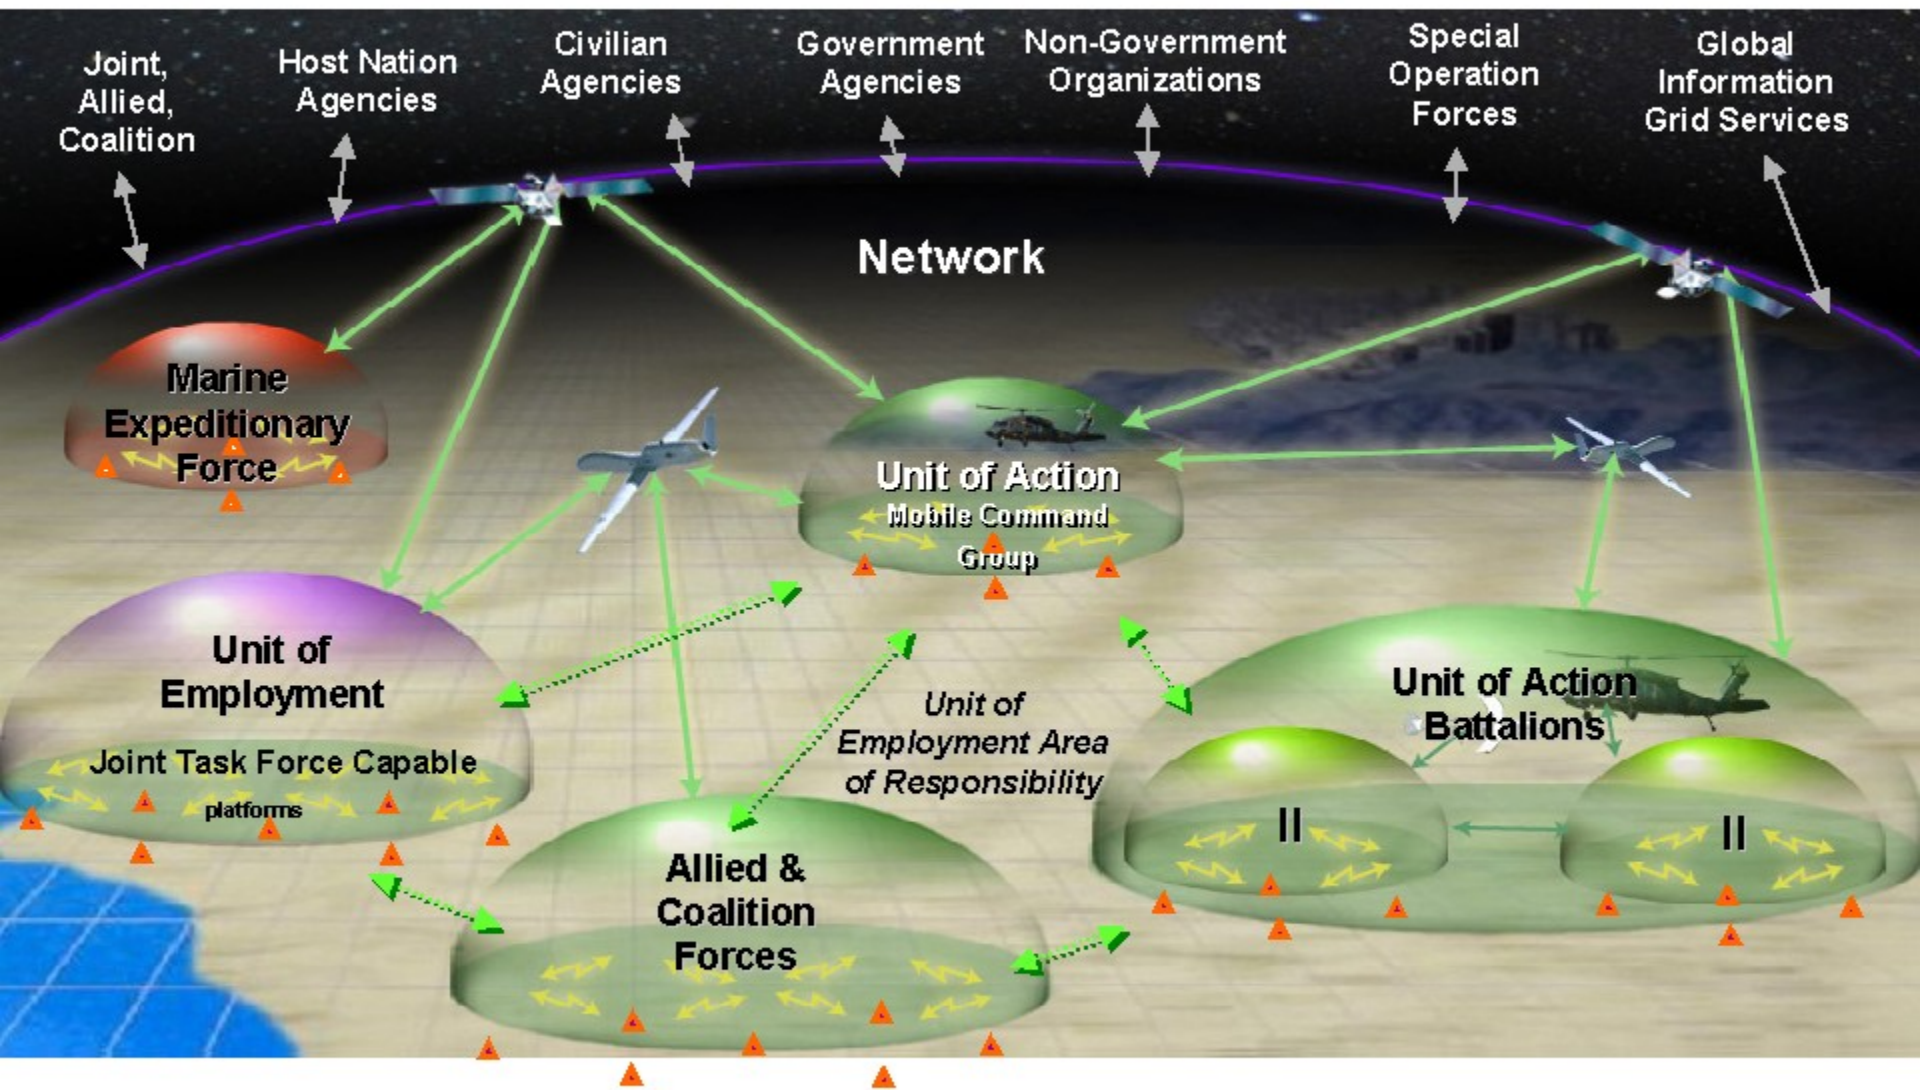 Joint,
Allied,
Coalition
Host Nation
Agencies
Civilian
Agencies
Government
Agencies
Non-Government
Organizations
Special
Operation
Forces
Global
Information
Grid Services
Network
Marine
Expeditionary
Force
Unit of Action
Mobile Command
Group
Unit of
Employment
Joint Task Force Capable
platforms
Unit of
Employment Area
of Responsibility
Unit of Action
Battalions
II
II
Allied &
Coalition
Forces